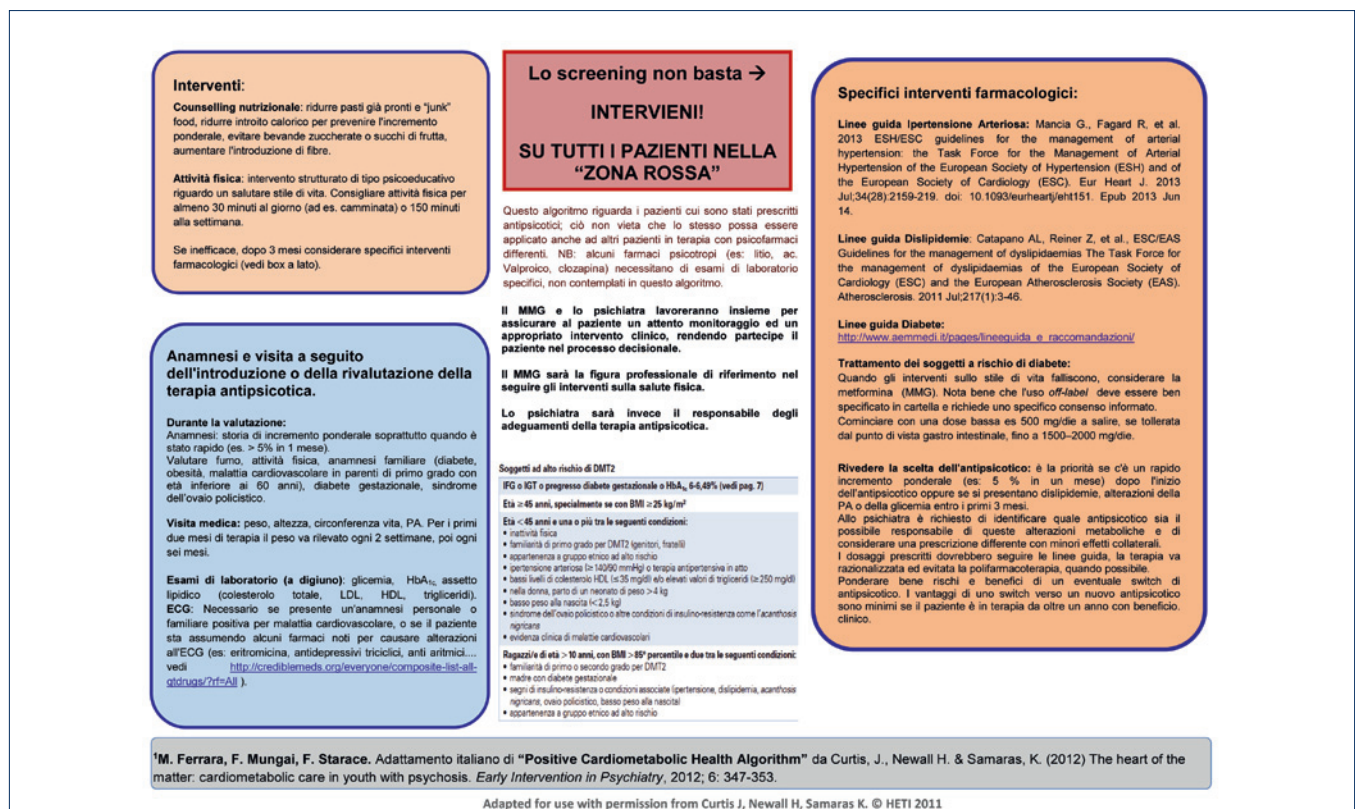 Interventi:
Counselling nutrizionale: ridurre pasti già pronti e "junk"
food, ridurre introito calorico per prevenire l'incremento
ponderale, evitare bevande zuccherate o succhi di frutta,
aumentare l'introduzione di fibre.
Attività fisica: intervento strutturato di tipo psicoeducativo
riguardo un salutare stile di vita. Consigliare attività fisica per
almeno 30 minuti al giorno (ad es. camminata) o 150 minuti
alla settimana.
Se inefficace, dopo 3 mesi considerare specifici interventi
farmacologici (vedi box a lato).
Anamnesi e visita a seguito
dell'introduzione o della rivalutazione della
terapia antipsicotica.
Durante la valutazione:
Anamnesi: storia di incremento ponderale soprattutto quando è
stato rapido (es. > 5% in 1 mese).
Valutare fumo, attività fisica, anamnesi familiare (diabete,
obesità, malattia cardiovascolare in parenti di primo grado con
età inferiore ai 60 anni), diabete gestazionale, sindrome
dell'ovaio policistico.
Visita medica: peso, altezza, circonferenza vita, PA. Per i primi
due mesi di terapia il peso va rilevato ogni 2 settimane, poi ogni
sei mesi.
Esami di laboratorio (a digiuno): glicemia, HbA1c, assetto
lipidico (colesterolo totale, LDL, HDL, trigliceridi).
ECG: Necessario se presente un'anamnesi personale o
familiare positiva per malattia cardiovascolare, o se il paziente
sta assumendo alcuni farmaci noti per causare alterazioni
all'ECG (es: eritromicina, antidepressivi triciclici, anti aritmici....
vedi http://crediblemeds.org/everyone/composite-list-all-
qtdrugs/?rf=All ).
Lo screening non basta →
INTERVIENI!
SU TUTTI I PAZIENTI NELLA
"ZONA ROSSA"
Questo algoritmo riguarda i pazienti cui sono stati prescritti
antipsicotici; ciò non vieta che lo stesso possa essere
applicato anche ad altri pazienti in terapia con psicofarmaci
differenti. NB: alcuni farmaci psicotropi (es: litio, ac.
Valproico, clozapina) necessitano di esami di laboratorio
specifici, non contemplati in questo algoritmo.
Il MMG e lo psichiatra lavoreranno insieme per
assicurare al paziente un attento monitoraggio ed un
appropriato intervento clinico, rendendo partecipe il
paziente nel processo decisionale.
Il MMG sarà la figura professionale di riferimento nel
seguire gli interventi sulla salute fisica.
Lo psichiatra sarà invece il responsabile degli
adeguamenti della terapia antipsicotica.
Soggetti ad alto rischio di DMT2
IFG o IGT o pregresso diabete gestazionale o HbA1c 6-6,49% (vedi pag. 7)
Età ≥45 anni, specialmente se con BMI ≥25 kg/m²
Età <45 anni e una o più tra le seguenti condizioni:
• inattività fisica
• familiarità di primo grado per DMT2 (genitori, fratelli)
• appartenenza a gruppo etnico ad alto rischio
• ipertensione arteriosa (≥140/90 mmHg) o terapia antipertensiva in atto
• bassi livelli di colesterolo HDL (≤35 mg/dl) e/o elevati valori di trigliceridi (≥250 mg/dl)
• nella donna, parto di un neonato di peso >4 kg
• basso peso alla nascita (<2,5 kg)
• sindrome dell'ovaio policistico o altre condizioni di insulino-resistenza come l'acanthosis
nigricans
• evidenza clinica di malattie cardiovascolari
Ragazzi/e di età >10 anni, con BMI >85° percentile e due tra le seguenti condizioni:
• familiarità di primo o secondo grado per DMT2
• madre con diabete gestazionale
• segni di insulino-resistenza o condizioni associate (ipertensione, dislipidemia, acanthosis
nigricans, ovaio policistico, basso peso alla nascita)
• appartenenza a gruppo etnico ad alto rischio
Specifici interventi farmacologici:
Linee guida Ipertensione Arteriosa: Mancia G., Fagard R, et al.
2013 ESH/ESC guidelines for the management of arterial
hypertension: the Task Force for the Management of Arterial
Hypertension of the European Society of Hypertension (ESH) and of
the European Society of Cardiology (ESC). Eur Heart J. 2013
Jul;34(28):2159-219. doi: 10.1093/eurheartj/eht151. Epub 2013 Jun
14.
Linee guida Dislipidemie: Catapano AL, Reiner Z, et al., ESC/EAS
Guidelines for the management of dyslipidaemias The Task Force for
the management of dyslipidaemias of the European Society of
Cardiology (ESC) and the European Atherosclerosis Society (EAS).
Atherosclerosis. 2011 Jul;217(1):3-46.
Linee guida Diabete:
http://www.aemmedi.it/pages/lineeguida_e_raccomandazioni/
Trattamento dei soggetti a rischio di diabete:
Quando gli interventi sullo stile di vita falliscono, considerare la
metformina (MMG). Nota bene che l'uso off-label deve essere ben
specificato in cartella e richiede uno specifico consenso informato.
Cominciare con una dose bassa es 500 mg/die a salire, se tollerata
dal punto di vista gastro intestinale, fino a 1500–2000 mg/die.
Rivedere la scelta dell'antipsicotico: è la priorità se c'è un rapido
incremento ponderale (es: 5 % in un mese) dopo l'inizio
dell'antipsicotico oppure se si presentano dislipidemie, alterazioni della
PA o della glicemia entro i primi 3 mesi.
Allo psichiatra è richiesto di identificare quale antipsicotico sia il
possibile responsabile di queste alterazioni metaboliche e di
considerare una prescrizione differente con minori effetti collaterali.
I dosaggi prescritti dovrebbero seguire le linee guida, la terapia va
razionalizzata ed evitata la polifarmacoterapia, quando possibile.
Ponderare bene rischi e benefici di un eventuale switch di
antipsicotico. I vantaggi di uno switch verso un nuovo antipsicotico
sono minimi se il paziente è in terapia da oltre un anno con beneficio.
clinico.
¹M. Ferrara, F. Mungai, F. Starace. Adattamento italiano di "Positive Cardiometabolic Health Algorithm" da Curtis, J., Newall H. & Samaras, K. (2012) The heart of the
matter: cardiometabolic care in youth with psychosis. Early Intervention in Psychiatry, 2012; 6: 347-353.
Adapted for use with permission from Curtis J, Newall H, Samaras K. © HETI 2011